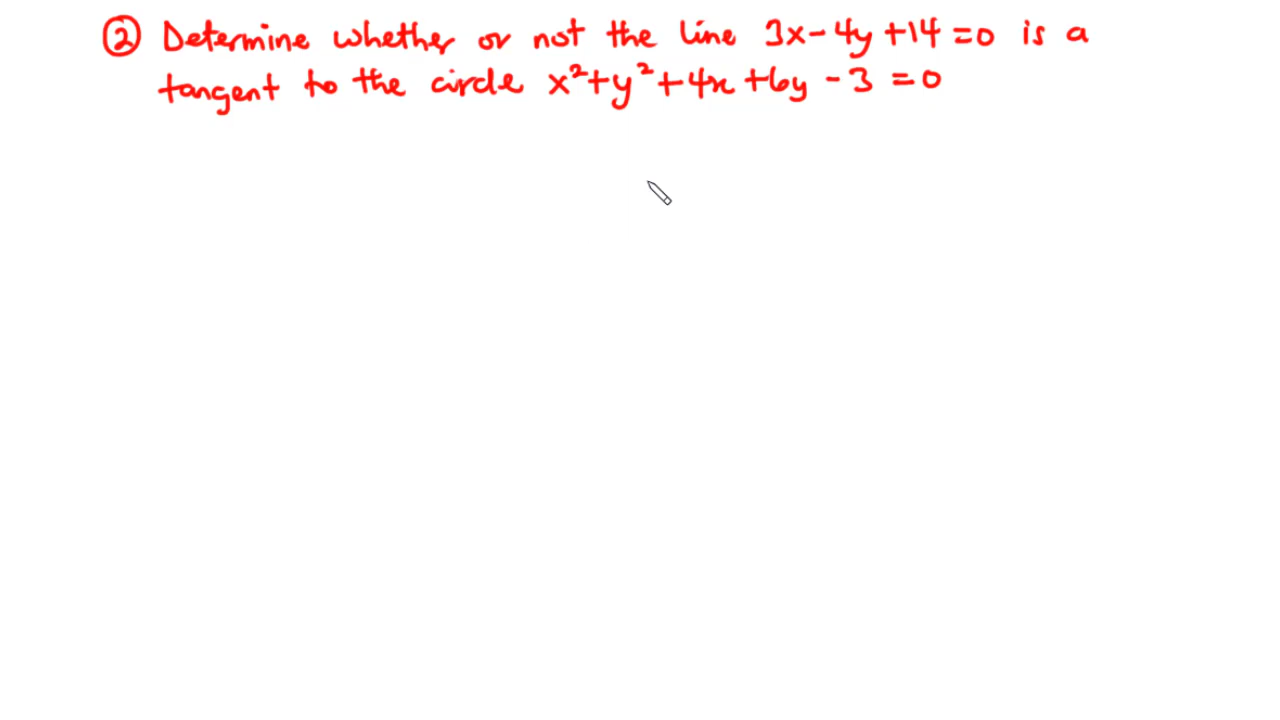 ② Determine whether or not the line 3x-4y+14=0 is a
tangent to the circle x²+y²+4x+6y-3=0